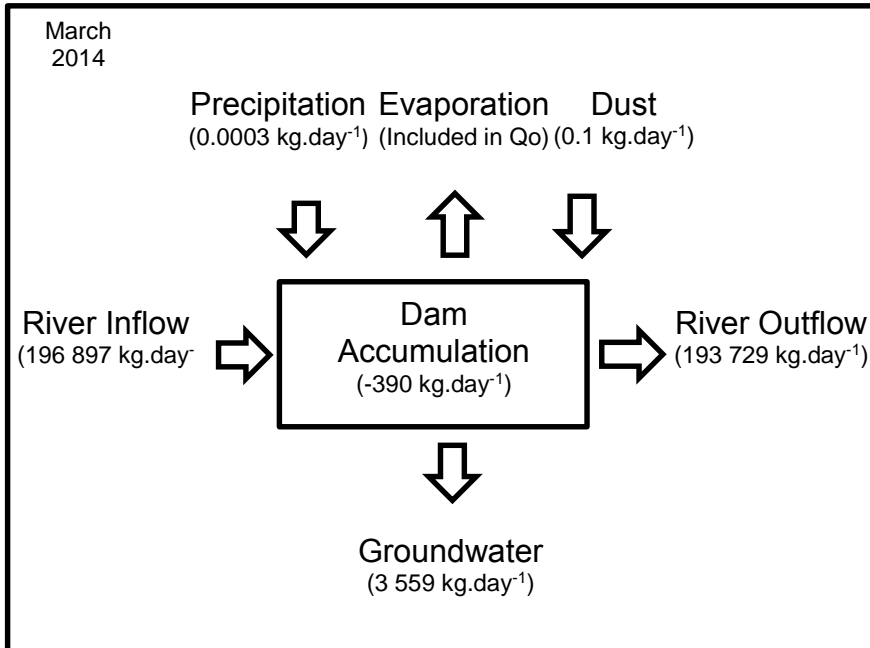 March
2014
Precipitation Evaporation Dust
(0.0003 kg.day⁻¹) (Included in Qo) (0.1 kg.day⁻¹)
River Inflow
(196 897 kg.day⁻
Dam
Accumulation
(-390 kg.day⁻¹)
River Outflow
(193 729 kg.day⁻¹)
Groundwater
(3 559 kg.day⁻¹)